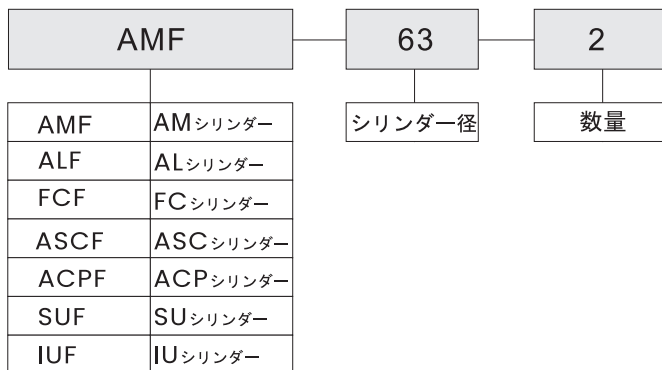 AMF 63 2
シリンダー径 数量
AMF AMシリンダー
ALF ALシリンダー
FCF FCシリンダー
ASCF ASCシリンダー
ACPF ACPシリンダー
SUF SUシリンダー
IUF IUシリンダー